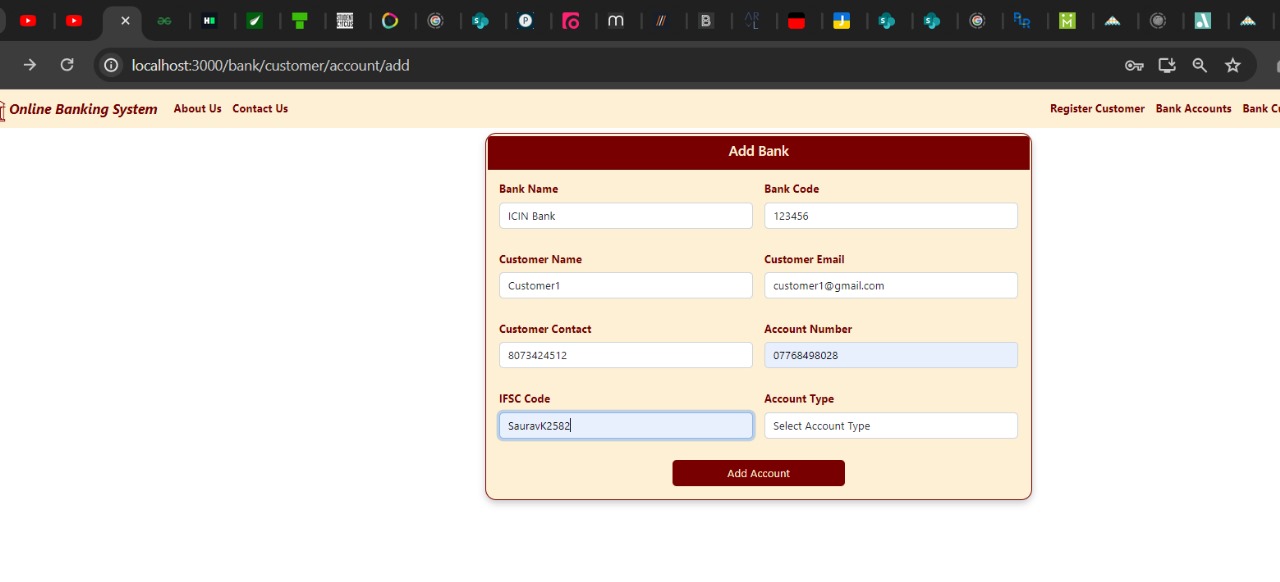 localhost:3000/bank/customer/account/add
Online Banking System About Us Contact Us Register Customer Bank Accounts Bank
Add Bank
Bank Name Bank Code
ICIN Bank 123456
Customer Name Customer Email
Customer1 customer1@gmail.com
Customer Contact Account Number
8073424512 07768498028
IFSC Code Account Type
SauravK2582 Select Account Type
Add Account